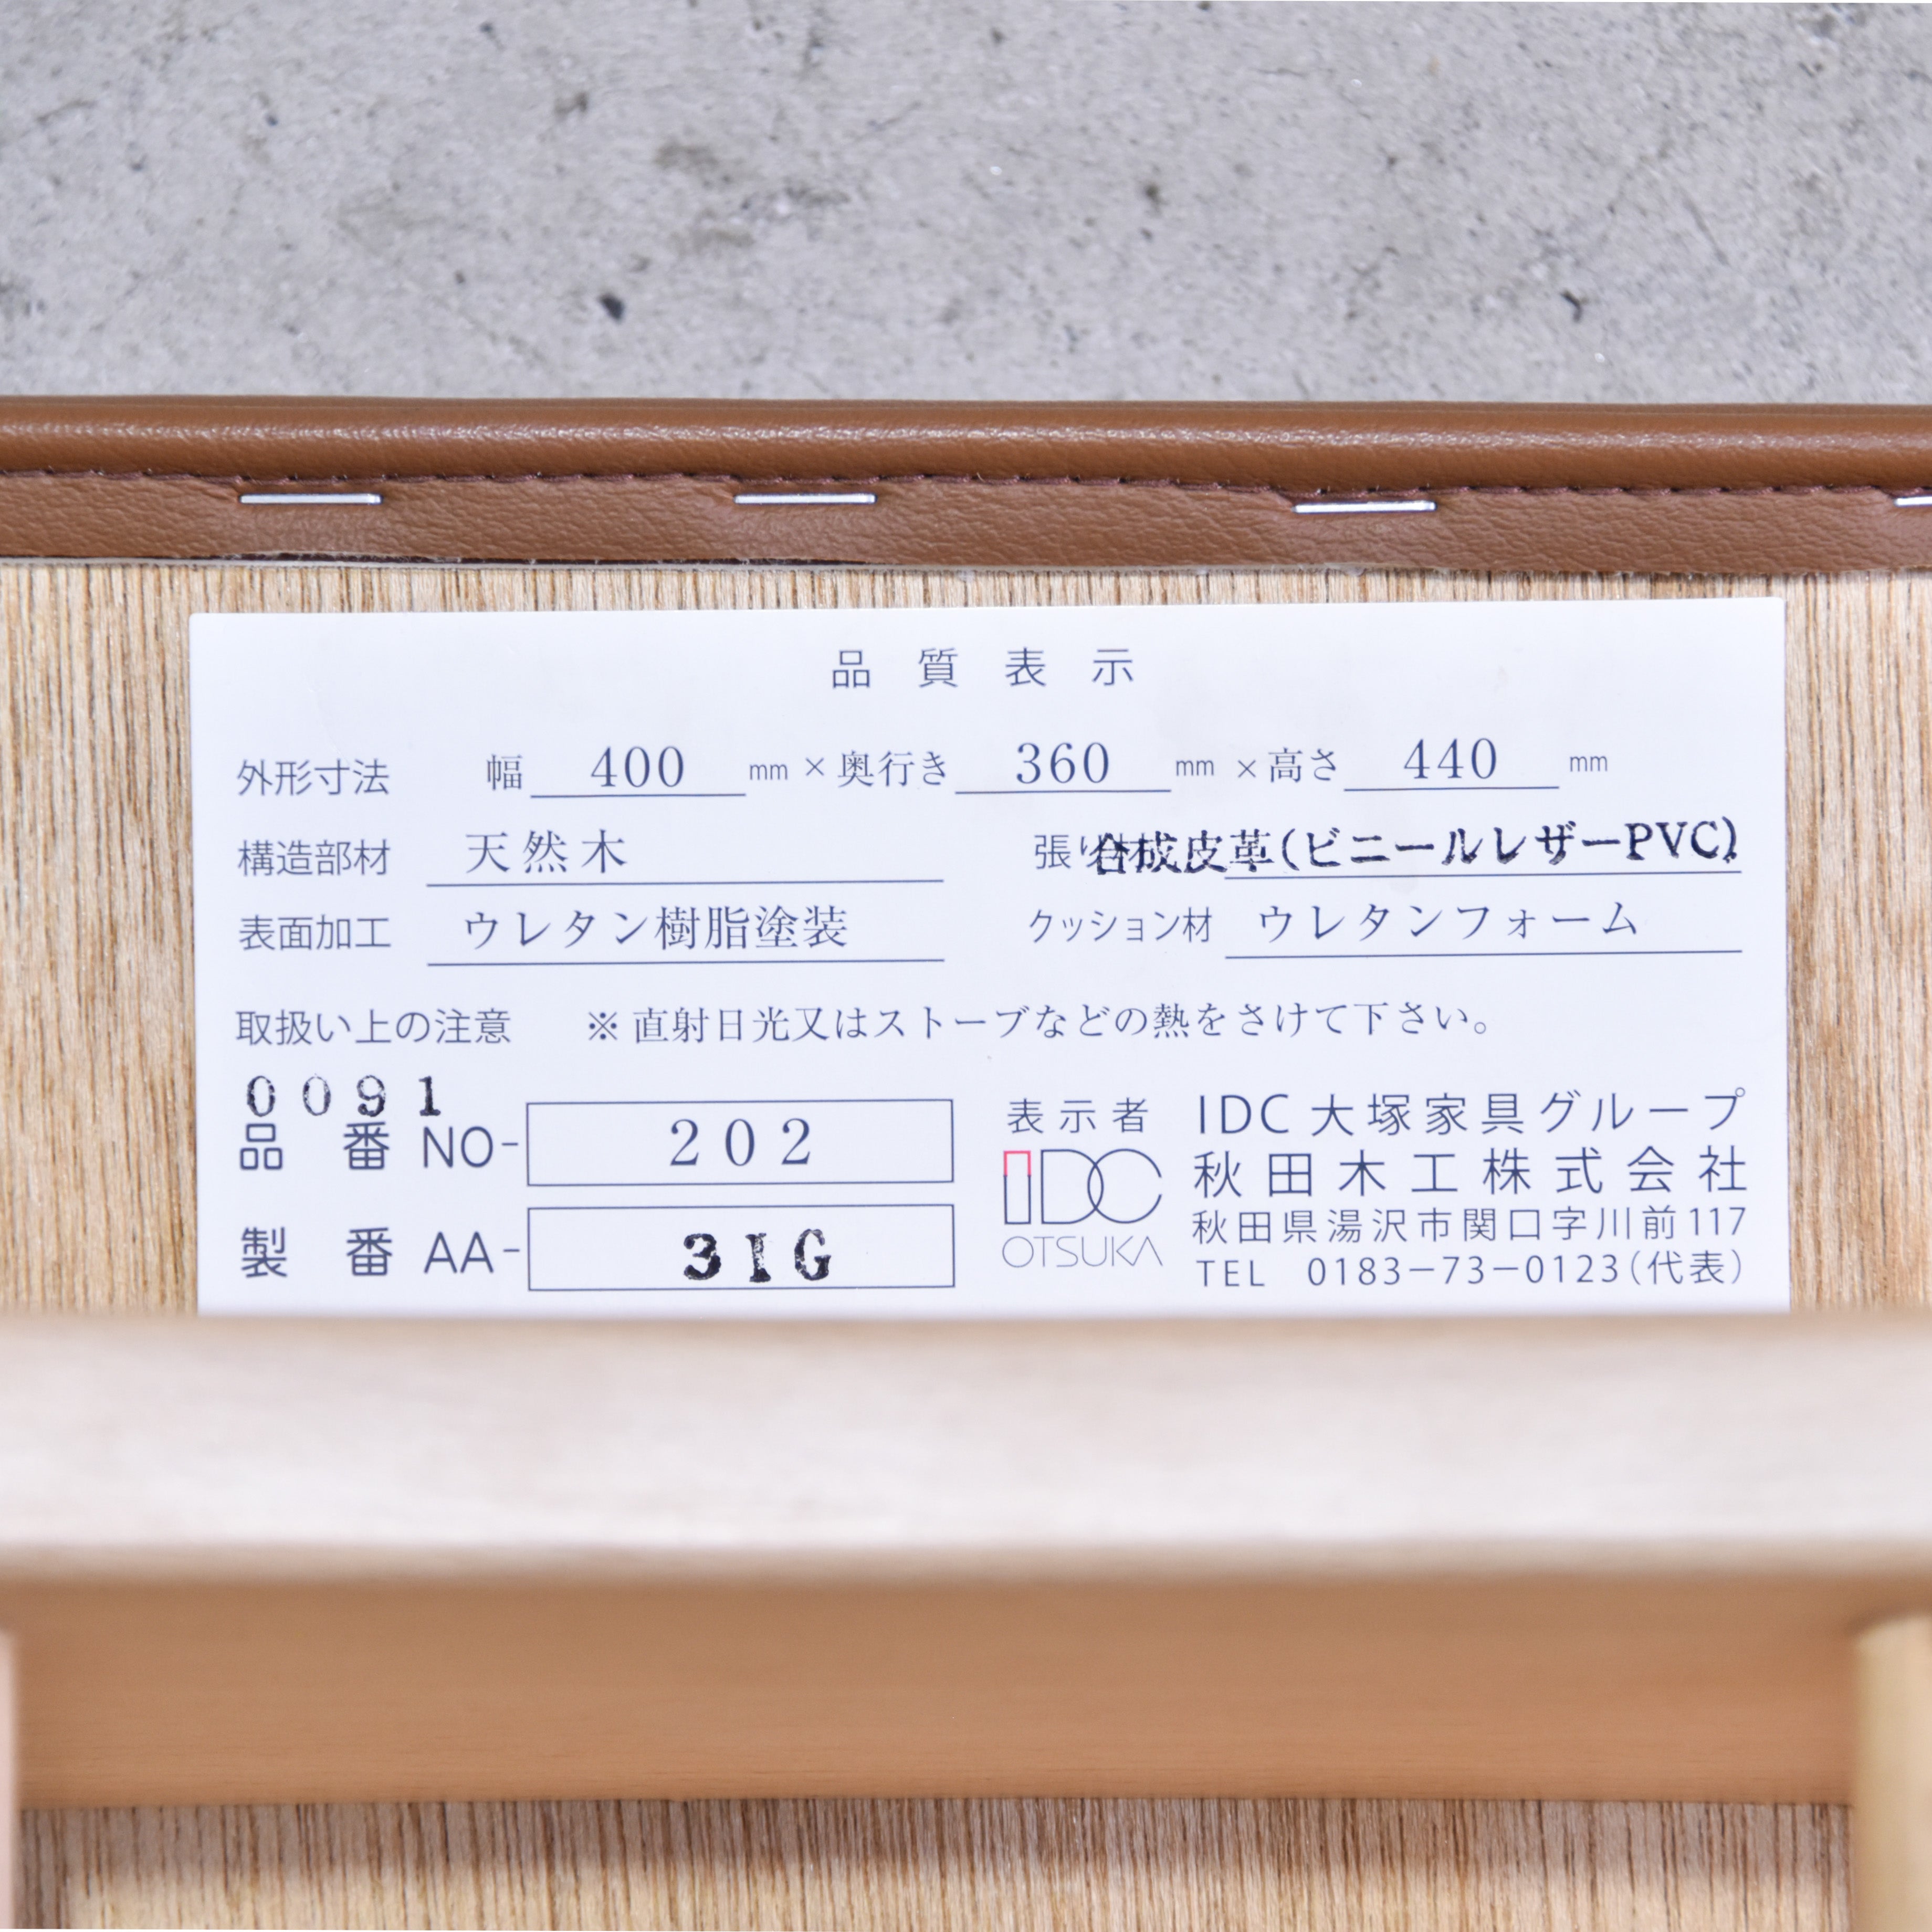 品質表示
外形寸法 幅 400 mm × 奥行き 360 mm × 高さ 440 mm
構造部材 天然木 張り材 合成皮革(ビニールレザーPVC)
表面加工 ウレタン樹脂塗装 クッション材 ウレタンフォーム
取扱い上の注意 ※直射日光又はストーブなどの熱をさけて下さい。
0091
品番 NO- 202
製番 AA- 31G
表示者 IDC大塚家具グループ
IDC
OTSUKA
秋田木工株式会社
秋田県湯沢市関口字川前117
TEL 0183-73-0123(代表)